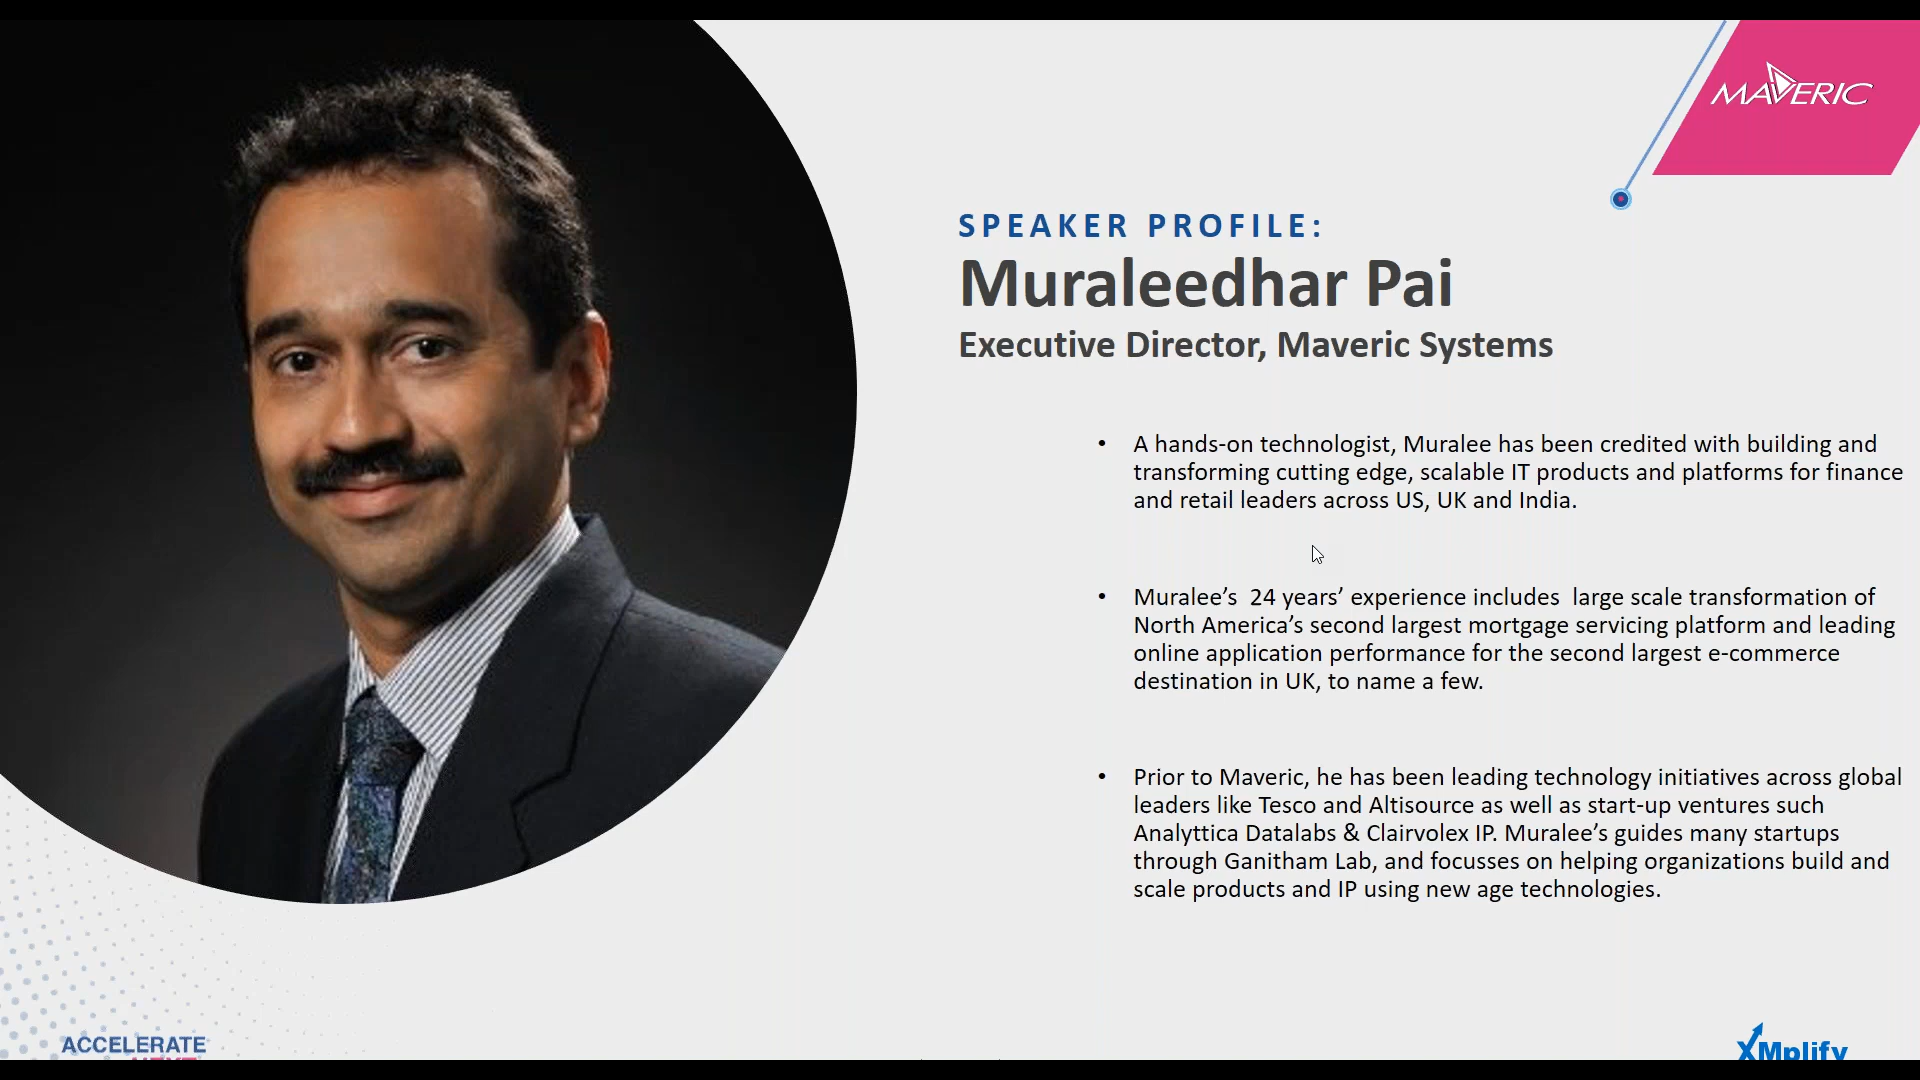 MAVERIC
SPEAKER PROFILE:
Muraleedhar Pai
Executive Director, Maveric Systems
• A hands-on technologist, Muralee has been credited with building and
transforming cutting edge, scalable IT products and platforms for finance
and retail leaders across US, UK and India.
• Muralee’s  24 years’ experience includes  large scale transformation of
North America’s second largest mortgage servicing platform and leading
online application performance for the second largest e-commerce
destination in UK, to name a few.
• Prior to Maveric, he has been leading technology initiatives across global
leaders like Tesco and Altisource as well as start-up ventures such
Analyttica Datalabs & Clairvolex IP. Muralee’s guides many startups
through Ganitham Lab, and focusses on helping organizations build and
scale products and IP using new age technologies.
ACCELERATE
NEXT
XMplify